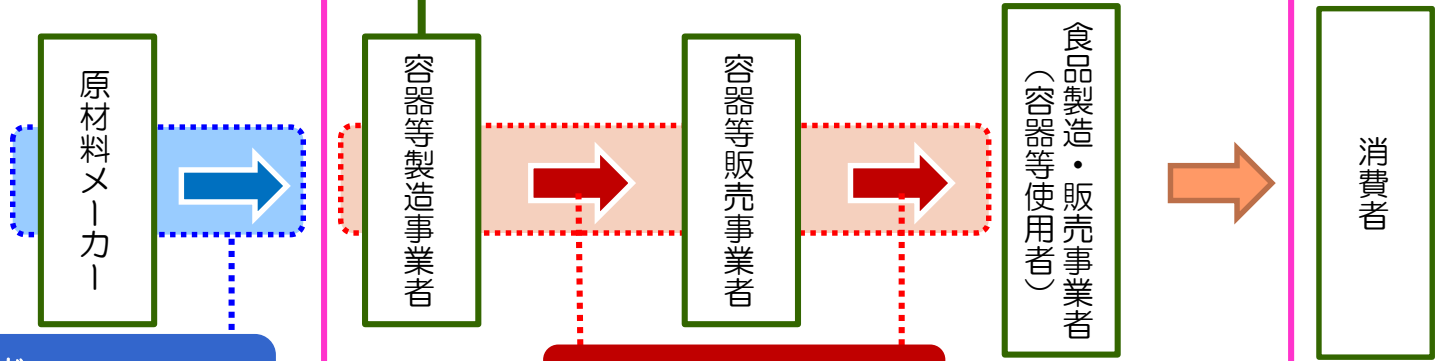 原材料メーカー
容器等製造事業者
容器等販売事業者
食品製造・販売事業者
（容器等使用者）
消費者